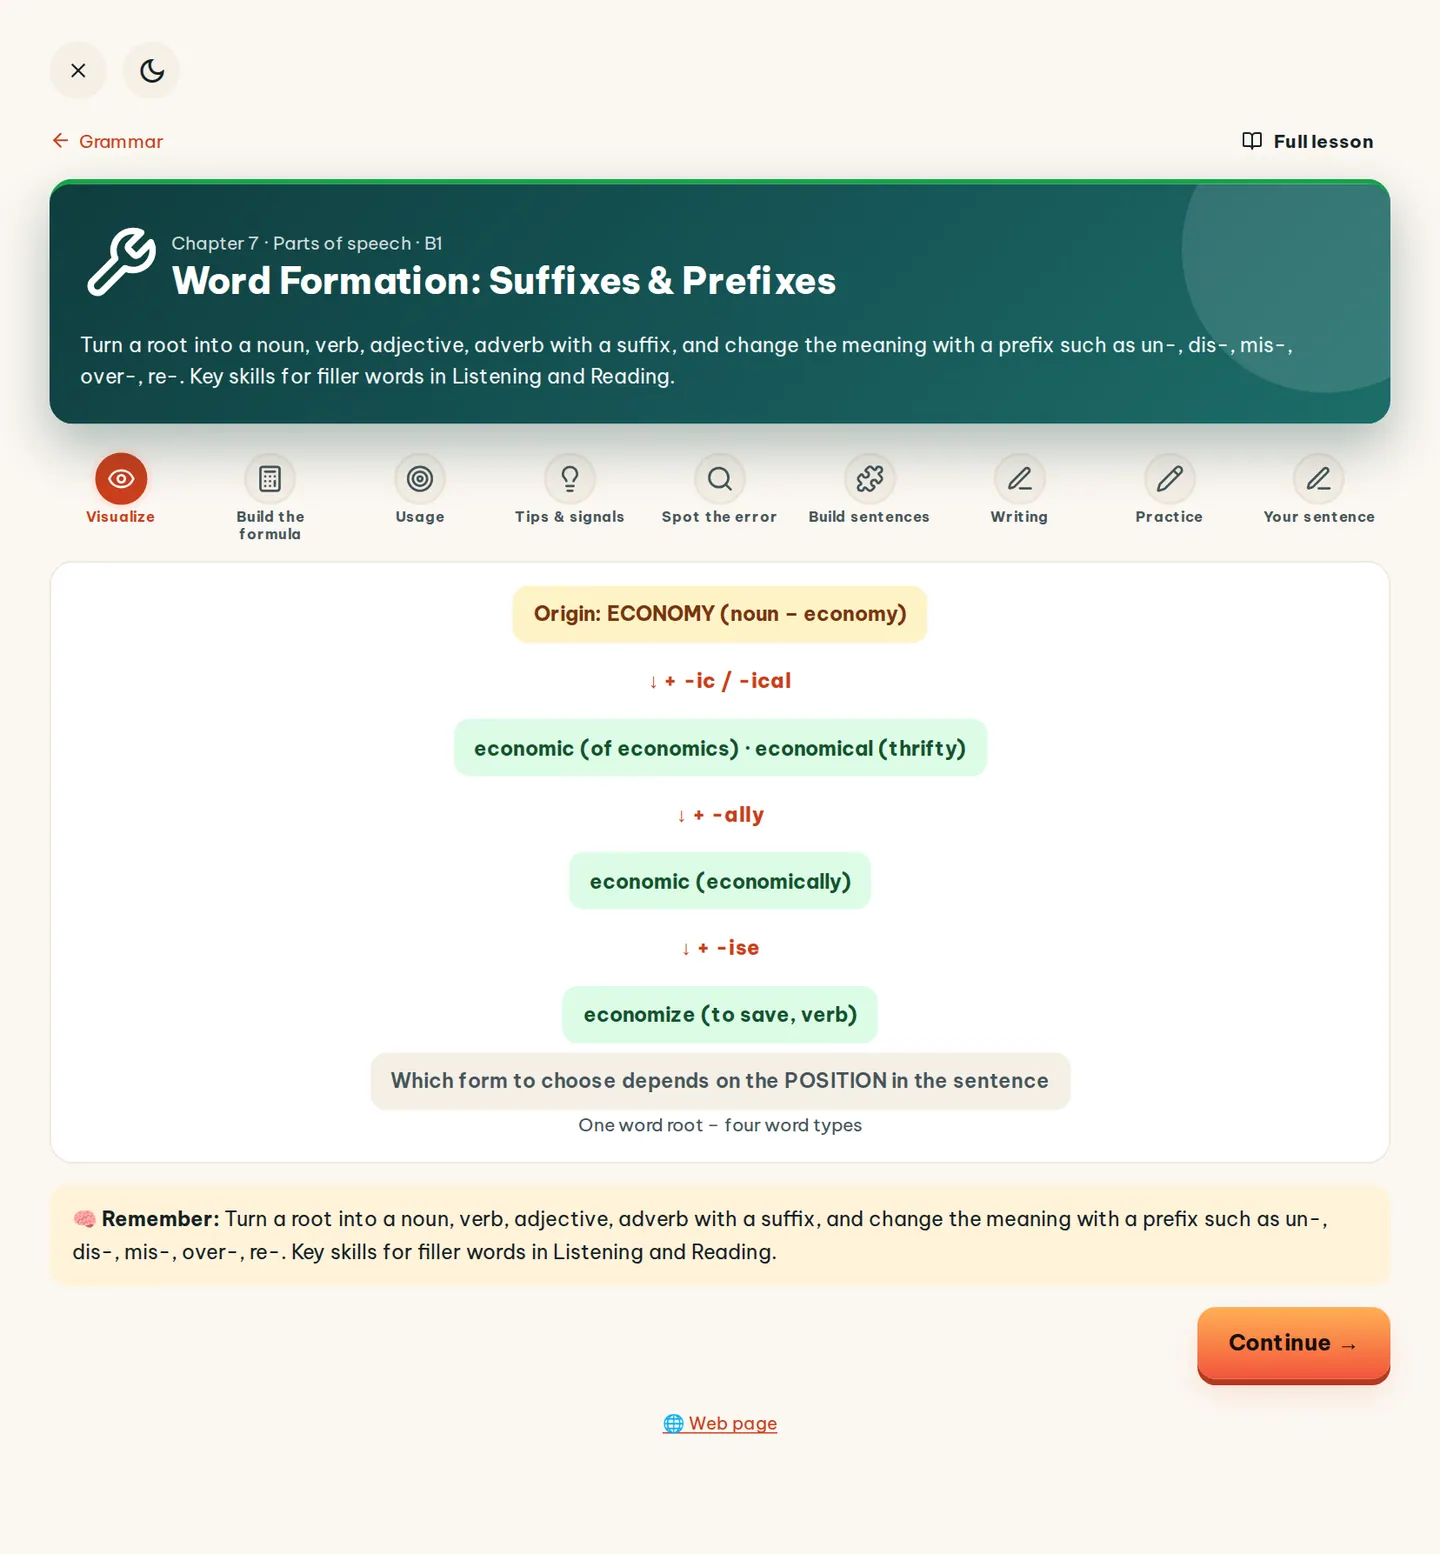 Grammar
Full lesson
Chapter 7 · Parts of speech · B1
Word Formation: Suffixes & Prefixes
Turn a root into a noun, verb, adjective, adverb with a suffix, and change the meaning with a prefix such as un-, dis-, mis-,
over-, re-. Key skills for filler words in Listening and Reading.
Visualize
Build the
formula
Usage
Tips & signals
Spot the error
Build sentences
Writing
Practice
Your sentence
Origin: ECONOMY (noun – economy)
↓ + -ic / -ical
economic (of economics) · economical (thrifty)
↓ + -ally
economic (economically)
↓ + -ise
economize (to save, verb)
Which form to choose depends on the POSITION in the sentence
One word root – four word types
🧠 Remember: Turn a root into a noun, verb, adjective, adverb with a suffix, and change the meaning with a prefix such as un-,
dis-, mis-, over-, re-. Key skills for filler words in Listening and Reading.
Continue →
🌐 Web page